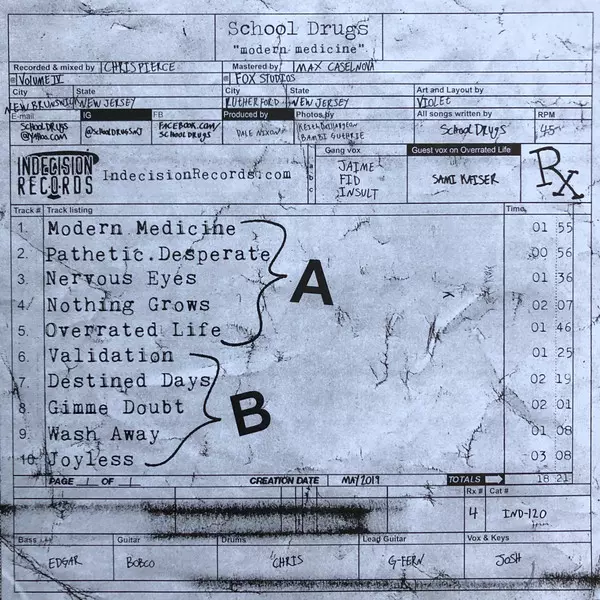 School Drugs
"modern medicine"
Recorded & mixed by CHRIS PIERCE Mastered by MAX CASELNOVA
@ VOLUME IV @ FOX STUDIOS
City State City State Art and Layout by
NEW BRUNSWICK NEW JERSEY RUTHERFORD NEW JERSEY VIOLET
E-mail IG FB Produced by Photos by All songs written by RPM
SCHOOLDRUGS @YAHOO.COM @SCHOOLDRUGSNJ FACEBOOK.COM/ SCHOOLDRUGS DALE NIXON BAMBI GUTHRIE SCHOOL DRUGS 45
Gang vox Guest vox on Overrated Life
INDECISION RECORDS IndecisionRecords.com
a b c
JAIME
FID
INSULT
SAMI KAISER
Rx
Track # Track listing Time
1. Modern Medicine 01 55
2. Pathetic.Desperate 00 56
3. Nervous Eyes 01 36
4. Nothing Grows 02 07
5. Overrated Life 01 46
A
6. Validation 01 25
7. Destined Days 02 19
8. Gimme Doubt 02 01
9. Wash Away 01 08
10. Joyless 03 08
B
PAGE / OF / CREATION DATE MAY 2019 TOTALS 18 21
Rx # Cat #
4 IND-120
Bass Guitar Drums Lead Guitar Vox & Keys
EDGAR BOBCO CHRIS G-FERN JOSH